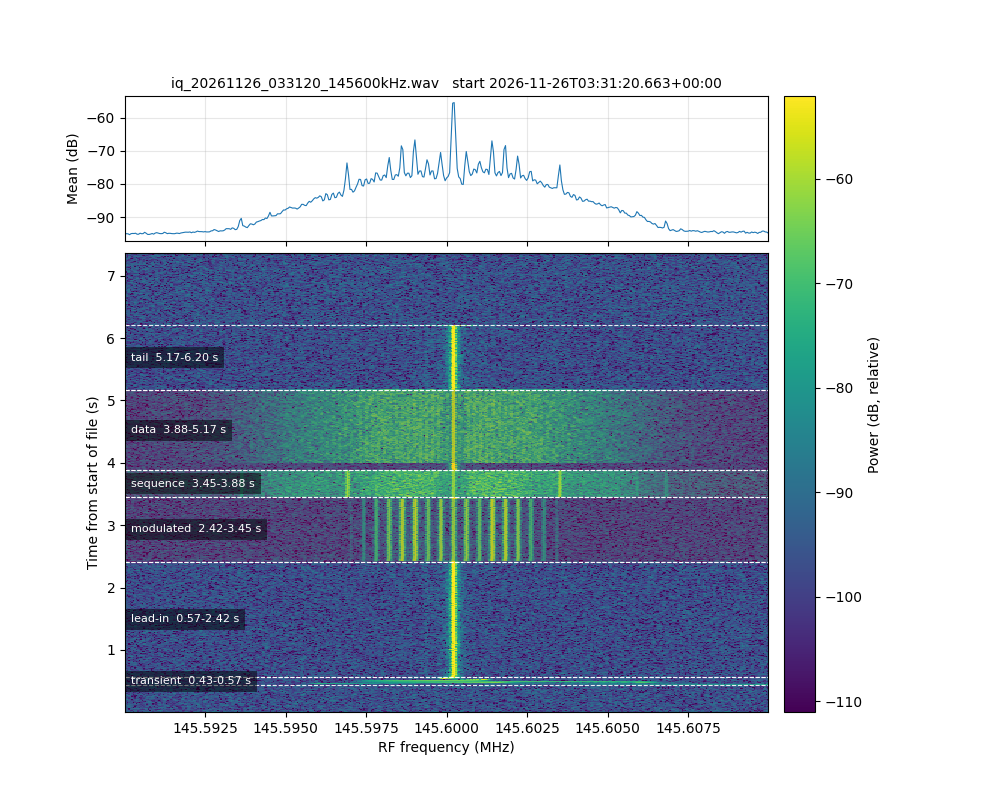 iq_20261126_033120_145600kHz.wav   start 2026-11-26T03:31:20.663+00:00
Mean (dB)
−60
−70
−80
−90
Time from start of file (s)
7
6
5
4
3
2
1
tail  5.17-6.20 s
data  3.88-5.17 s
sequence  3.45-3.88 s
modulated  2.42-3.45 s
lead-in  0.57-2.42 s
transient  0.43-0.57 s
145.5925 145.5950 145.5975 145.6000 145.6025 145.6050 145.6075
RF frequency (MHz)
−60
−70
−80
−90
−100
−110
Power (dB, relative)